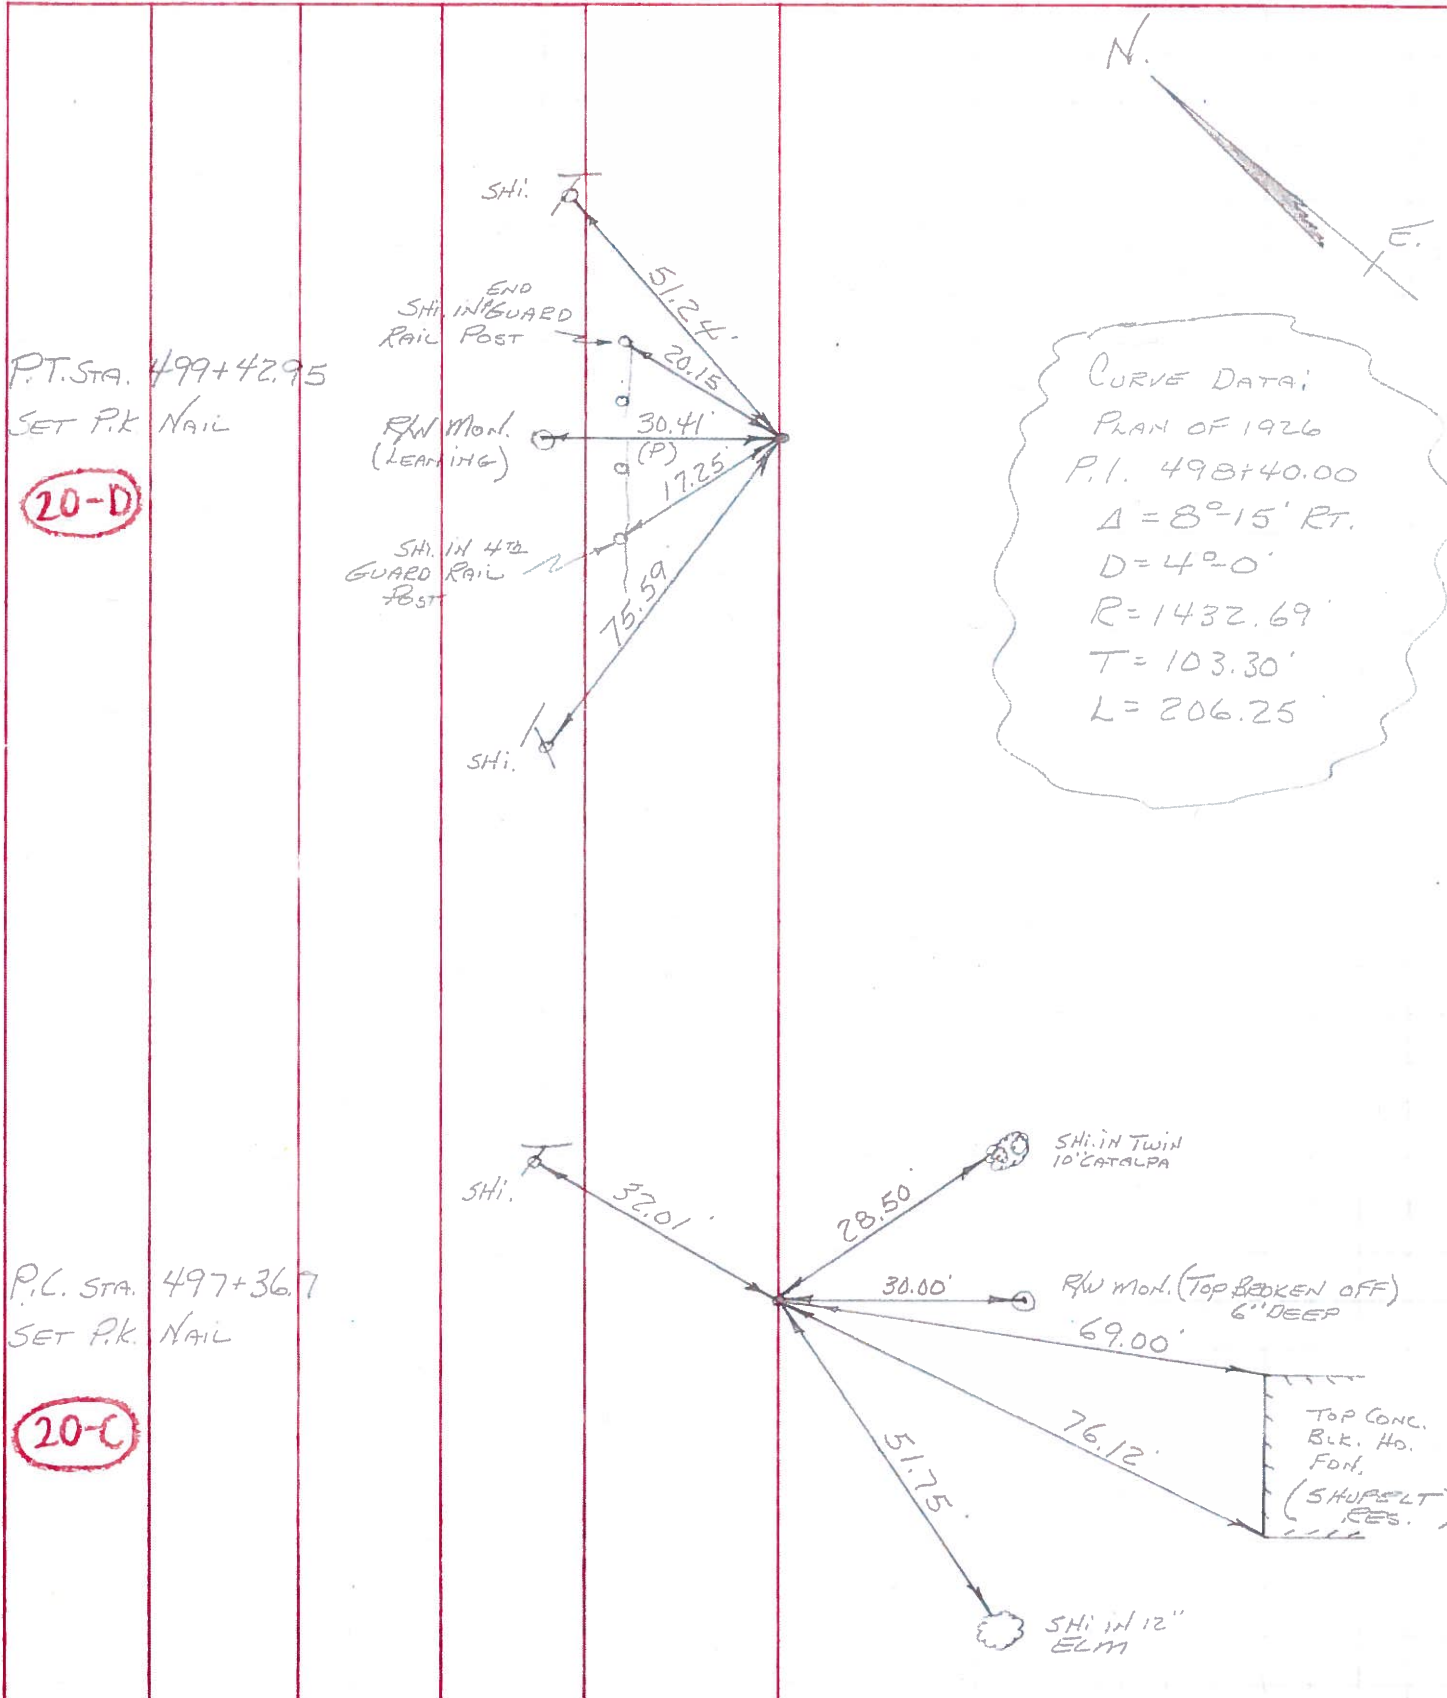 N.
E.
SHi.
51.24'
END
SHi. IN GUARD
RAIL POST
20.15
P.T. STA. 499+42.95
SET P.K. NAIL
R/W MON.
(LEANING)
30.41'
(P)
17.25'
20-D
SHi. IN 4TH
GUARD RAIL
POST
75.59'
SHi.
CURVE DATA:
PLAN OF 1926
P.I. 498+40.00
Δ = 8°-15' RT.
D = 4°-0'
R = 1432.69'
T = 103.30'
L = 206.25'
SHi. IN TWIN
10" CATALPA
SHi.
32.01'
28.50'
P.C. STA. 497+36.7
SET P.K. NAIL
30.00'
R/W MON. (TOP BROKEN OFF)
6" DEEP
69.00'
20-C
76.12'
51.75'
TOP CONC.
BLK. HO.
FDN.
(SHUPELT
RES.)
SHi IN 12"
ELM